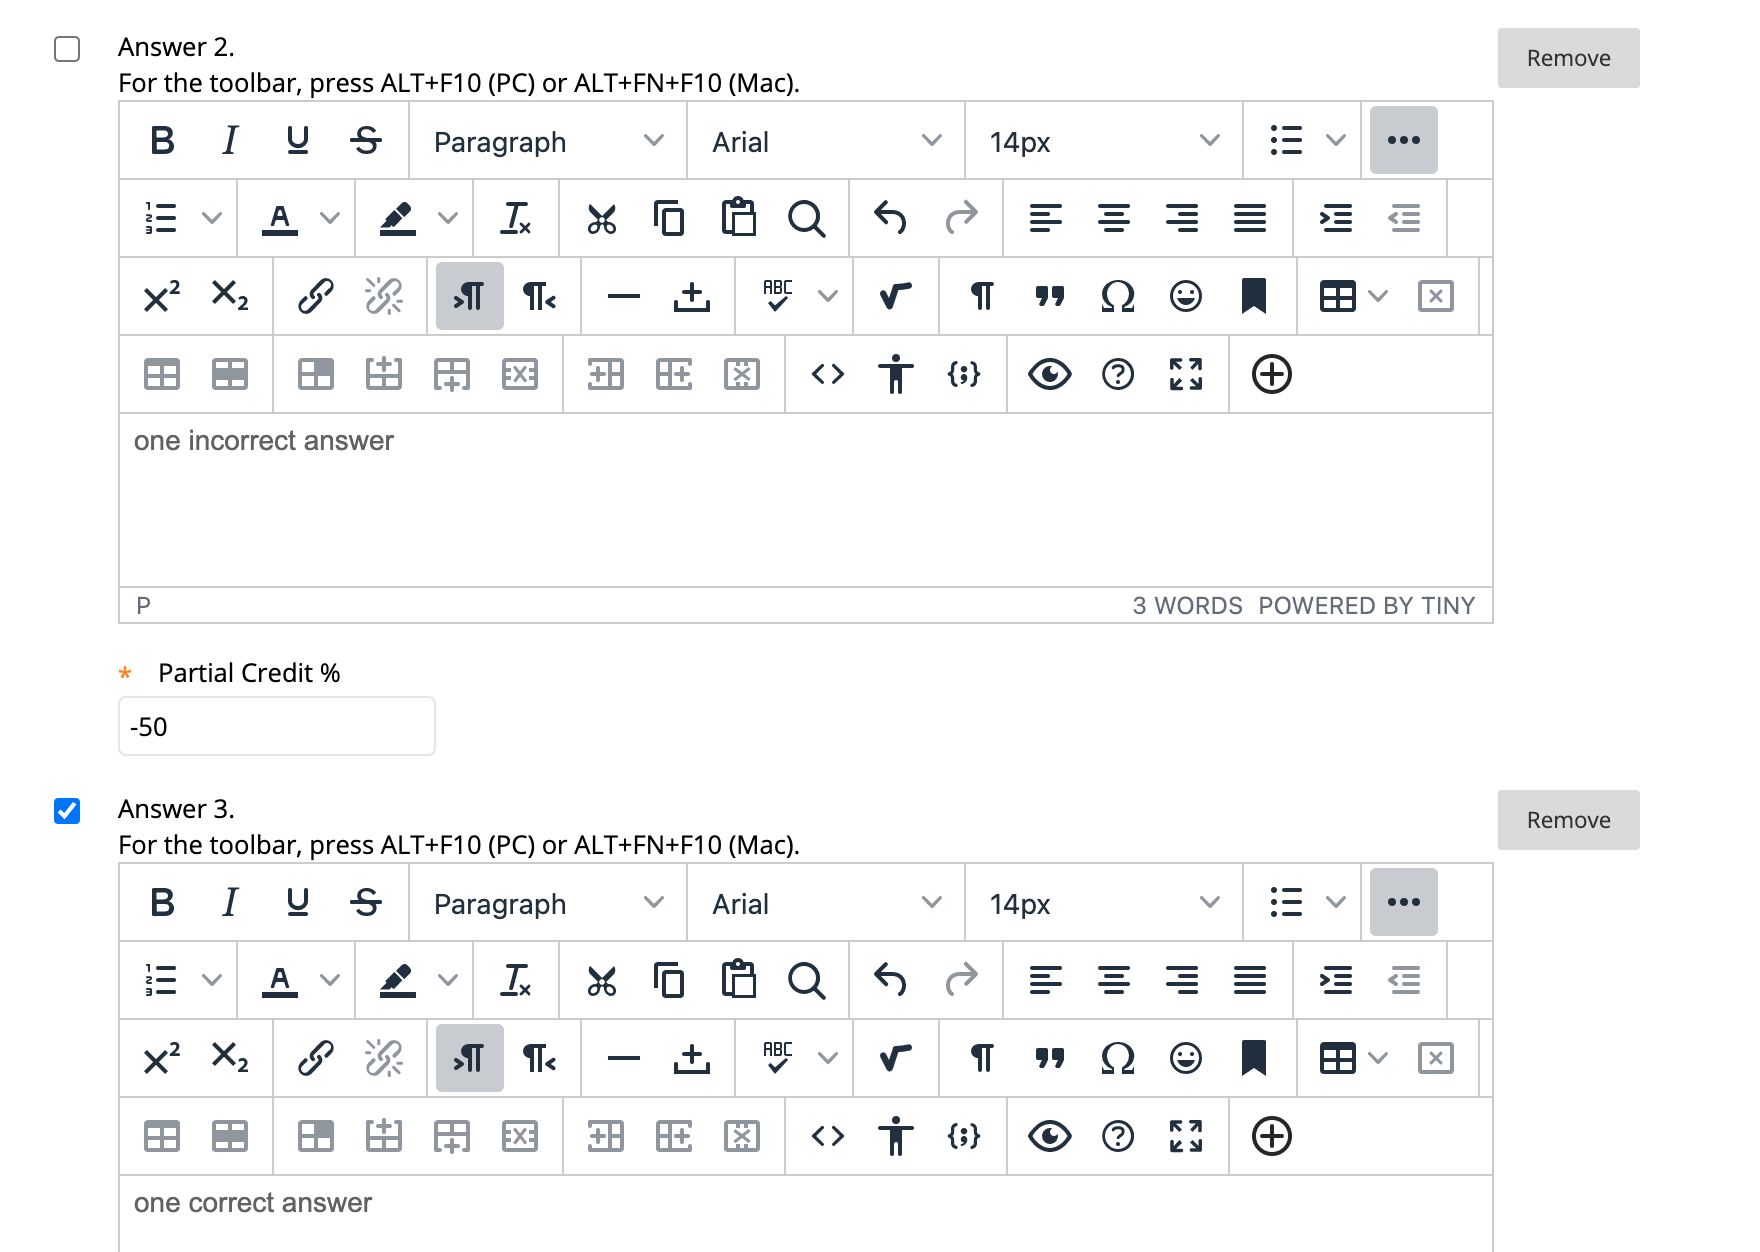 Answer 2.
Remove
For the toolbar, press ALT+F10 (PC) or ALT+FN+F10 (Mac).
B I U S Paragraph Arial 14px
A
ABC
one incorrect answer
P 3 WORDS POWERED BY TINY
* Partial Credit %
-50
Answer 3.
Remove
For the toolbar, press ALT+F10 (PC) or ALT+FN+F10 (Mac).
B I U S Paragraph Arial 14px
A
ABC
one correct answer